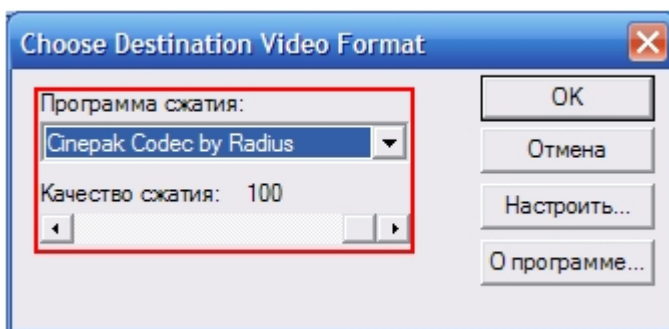 Choose Destination Video Format
Программа сжатия:
Cinepak Codec by Radius
Качество сжатия: 100
OK
Отмена
Настроить...
О программе...